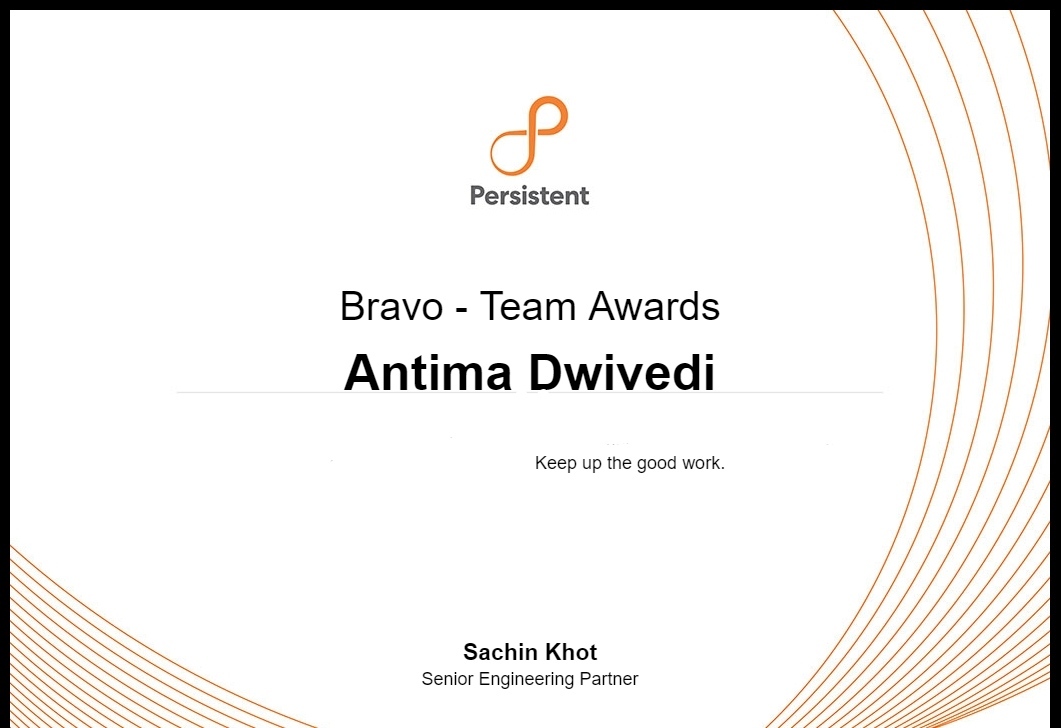 Persistent
Bravo - Team Awards
Antima Dwivedi
Keep up the good work.
Sachin Khot
Senior Engineering Partner